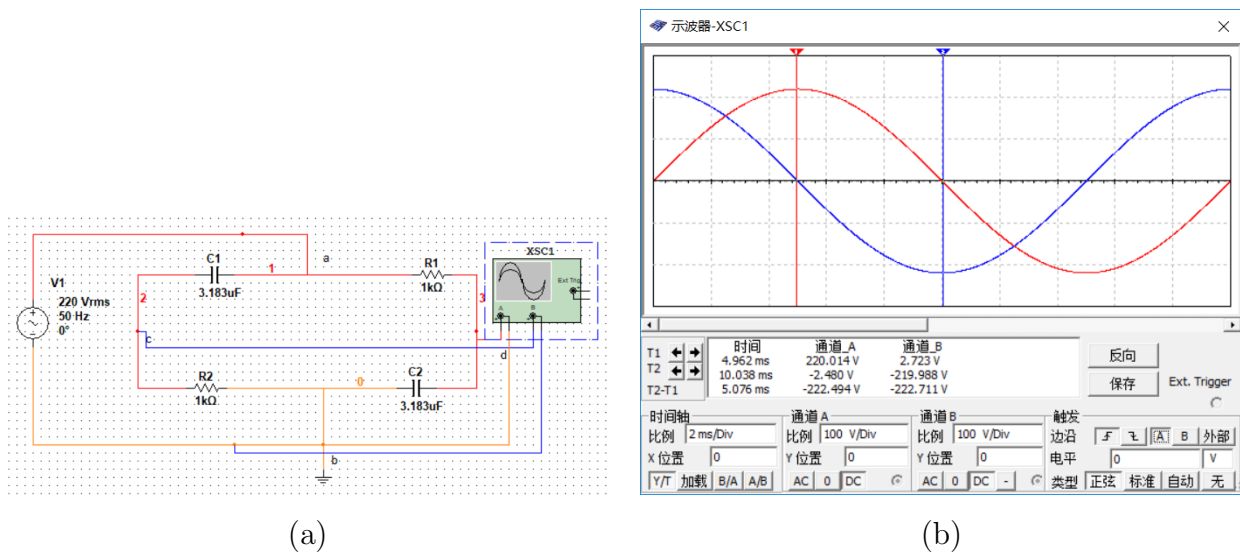 XSC1
Ext Trig
A
B
V1
220 Vrms
50 Hz
0°
C1
3.183uF
1
a
R1
1kΩ
2
3
c
d
R2
1kΩ
0
C2
3.183uF
b
(a)
示波器-XSC1
1
2
时间 通道_A 通道_B
T1 4.962 ms 220.014 V 2.723 V
T2 10.038 ms -2.480 V -219.988 V
T2-T1 5.076 ms -222.494 V -222.711 V
反向
保存
Ext. Trigger
时间轴
比例 2 ms/Div
X 位置 0
Y/T 加载 B/A A/B
通道 A
比例 100 V/Div
Y 位置 0
AC 0 DC
通道 B
比例 100 V/Div
Y 位置 0
AC 0 DC -
触发
边沿 A B 外部
电平 0 V
类型 正弦 标准 自动 无
(b)